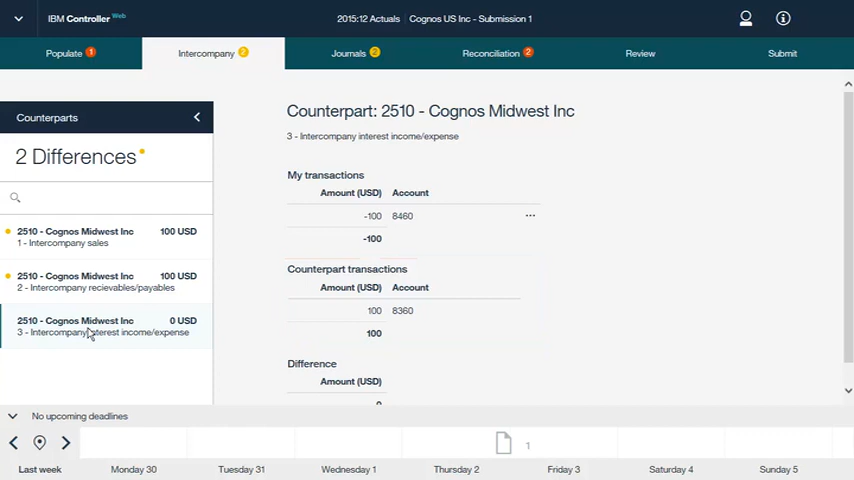 IBM Controller Web
2015:12 Actuals | Cognos US Inc - Submission 1
Populate 1
Intercompany 2
Journals 2
Reconciliation 2
Review
Submit
Counterparts
2 Differences
2510 - Cognos Midwest Inc 100 USD
1 - Intercompany sales
2510 - Cognos Midwest Inc 100 USD
2 - Intercompany recievables/payables
2510 - Cognos Midwest Inc 0 USD
3 - Intercompany interest income/expense
Counterpart: 2510 - Cognos Midwest Inc
3 - Intercompany interest income/expense
My transactions
Amount (USD) Account
-100 8460 ...
-100
Counterpart transactions
Amount (USD) Account
100 8360
100
Difference
Amount (USD)
0
No upcoming deadlines
1
Last week Monday 30 Tuesday 31 Wednesday 1 Thursday 2 Friday 3 Saturday 4 Sunday 5